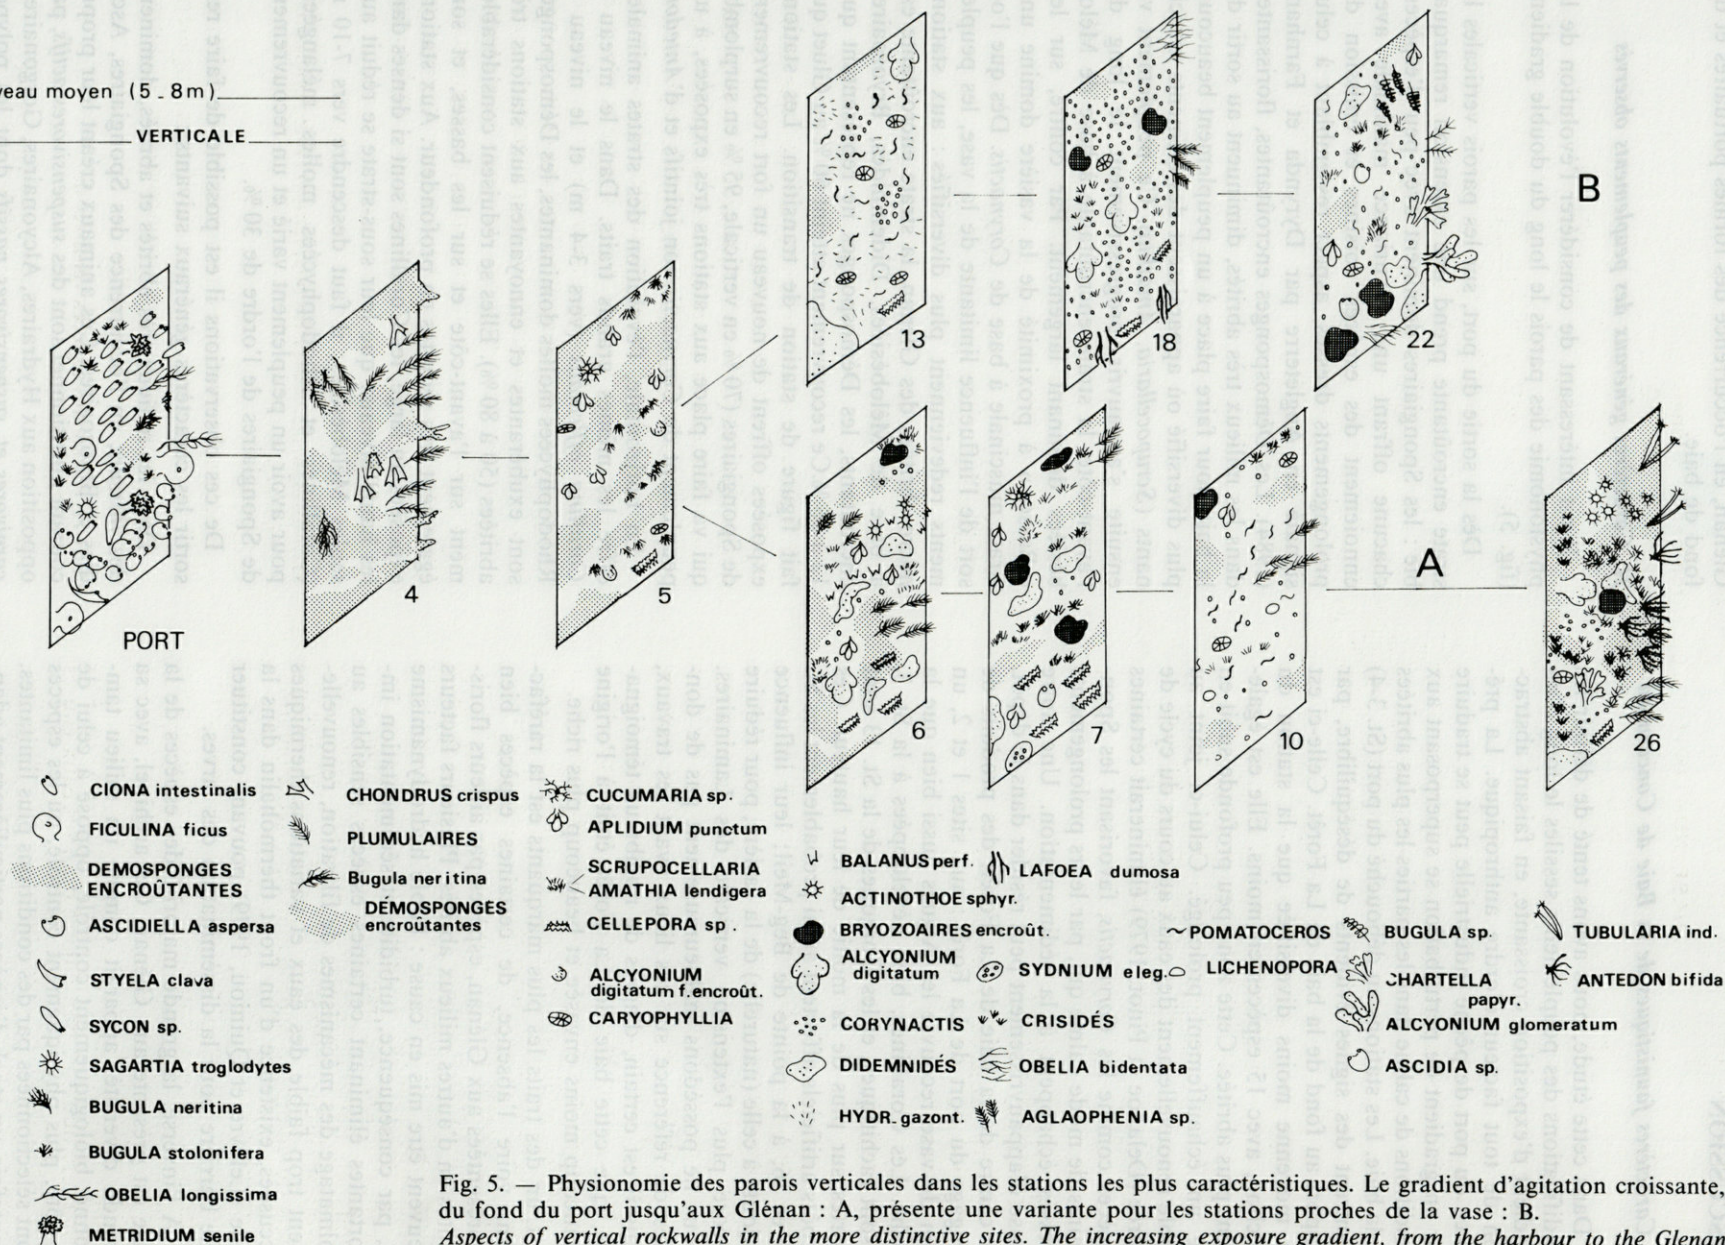 veau moyen (5 - 8m)
VERTICALE
13
18
22
B
PORT
4
5
6
7
10
A
26
CIONA intestinalis
FICULINA ficus
DEMOSPONGES
ENCROÛTANTES
ASCIDIELLA aspersa
STYELA clava
SYCON sp.
SAGARTIA troglodytes
BUGULA neritina
BUGULA stolonifera
OBELIA longissima
METRIDIUM senile
CHONDRUS crispus
PLUMULAIRES
Bugula neritina
DÉMOSPONGES
encroûtantes
CUCUMARIA sp.
APLIDIUM punctum
SCRUPOCELLARIA
AMATHIA lendigera
CELLEPORA sp.
ALCYONIUM
digitatum f. encroût.
CARYOPHYLLIA
BALANUS perf.
ACTINOTHOE sphyr.
BRYOZOAIRES encroût.
ALCYONIUM
digitatum
CORYNACTIS
DIDEMNIDÉS
HYDR. gazont.
LAFOEA dumosa
SYDNIUM eleg.
CRISIDÉS
OBELIA bidentata
AGLAOPHENIA sp.
POMATOCEROS
LICHENOPORA
BUGULA sp.
CHARTELLA
papyr.
ALCYONIUM glomeratum
ASCIDIA sp.
TUBULARIA ind.
ANTEDON bifida
Fig. 5. — Physionomie des parois verticales dans les stations les plus caractéristiques. Le gradient d'agitation croissante,
du fond du port jusqu'aux Glénan : A, présente une variante pour les stations proches de la vase : B.
Aspects of vertical rockwalls in the more distinctive sites. The increasing exposure gradient, from the harbour to the Glenan